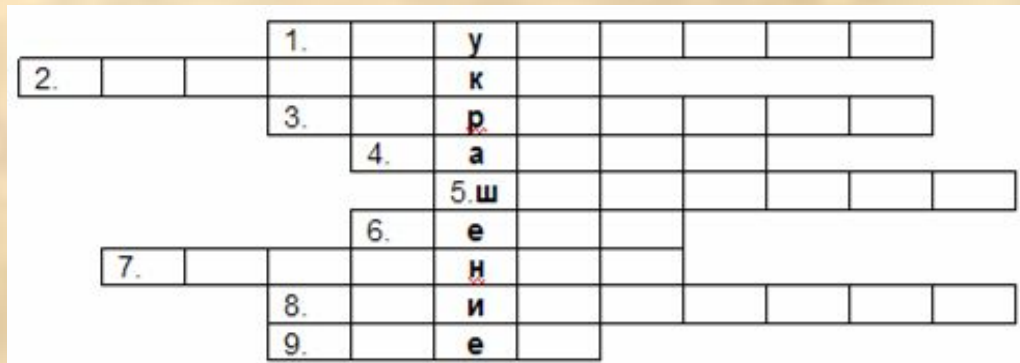 1. у
2. к
3. р
4. а
5.ш
6. е
7. н
8. и
9. е